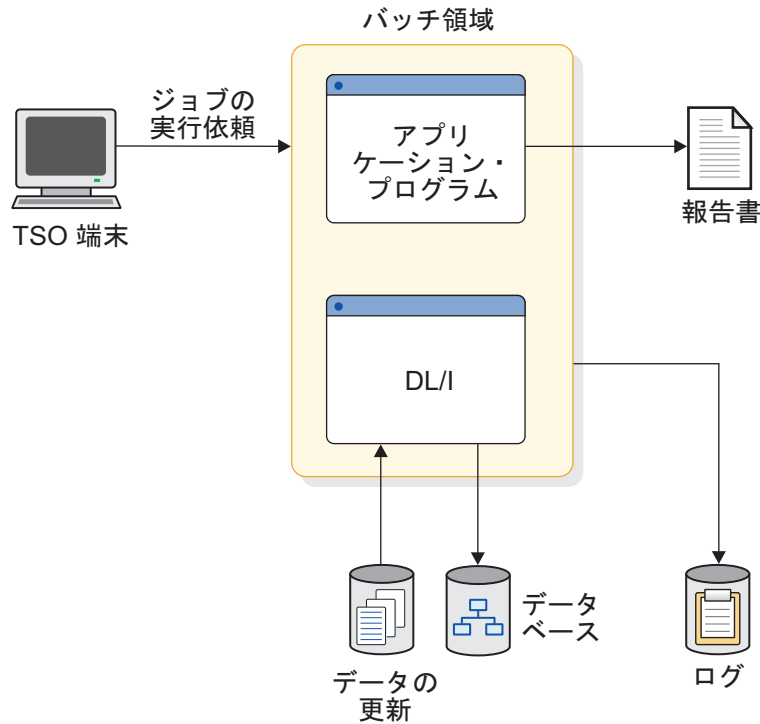 バッチ領域
ジョブの
実行依頼
アプリ
ケーション・
プログラム
TSO 端末
報告書
DL/I
データ
ベース
データの
更新
ログ